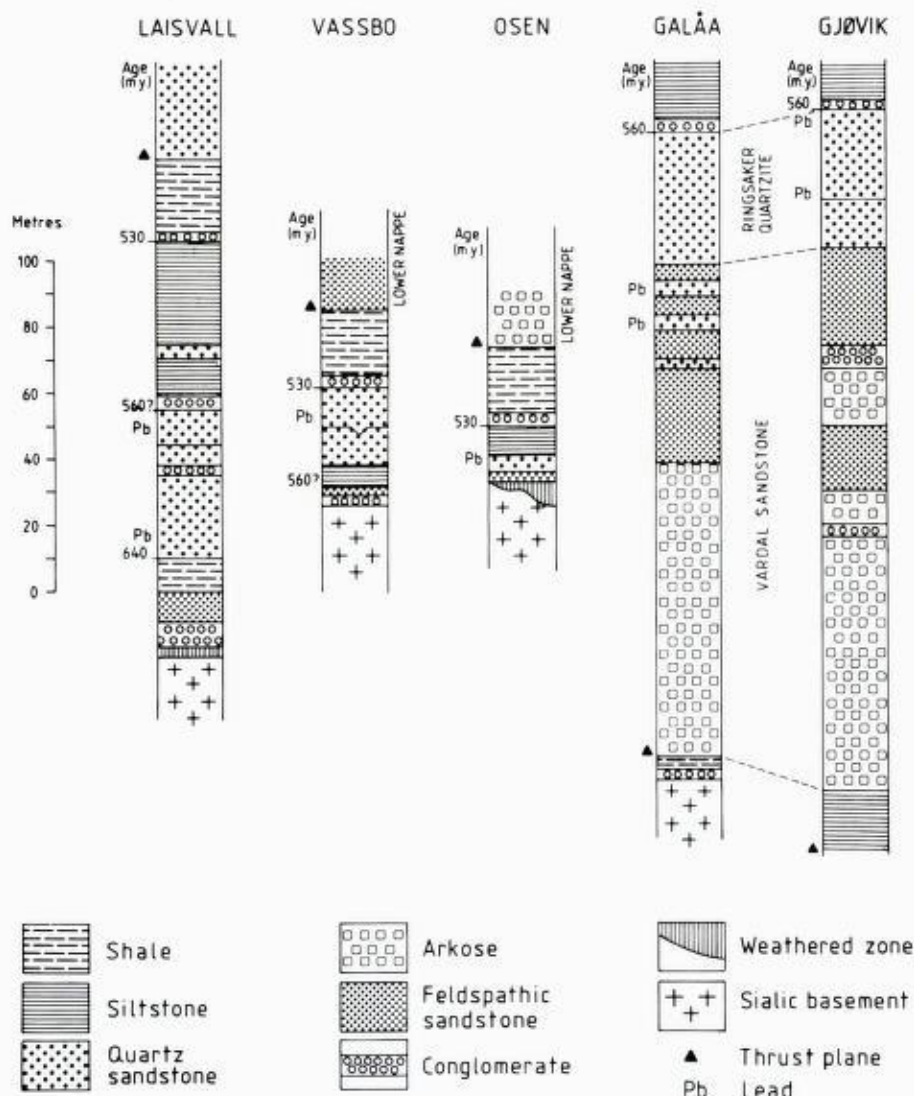 LAISVALL VASSBO OSEN GALÅA GJØVIK
Age
(my)
530
560?
Pb
Pb
640
Metres
100
80
60
40
20
0
Age
(my)
LOWER NAPPE
530
Pb
560?
Age
(my)
LOWER NAPPE
530
Pb
Age
(my)
560
Pb
Pb
RINGSAKER
QUARTZITE
VARDAL SANDSTONE
Age
(my)
560
Pb
Pb
Shale
Siltstone
Quartz
sandstone
Arkose
Feldspathic
sandstone
Conglomerate
Weathered zone
Sialic basement
Thrust plane
Pb Lead